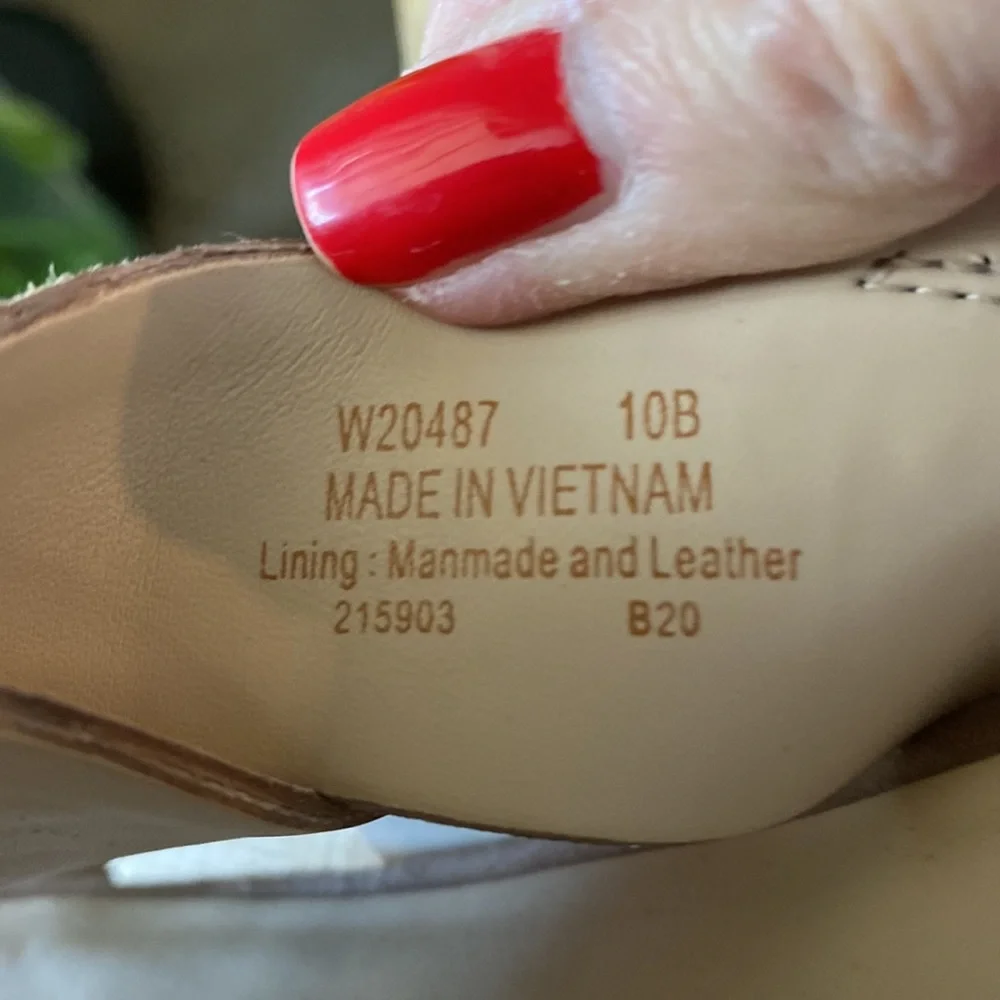 W20487 10B
MADE IN VIETNAM
Lining : Manmade and Leather
215903 B20